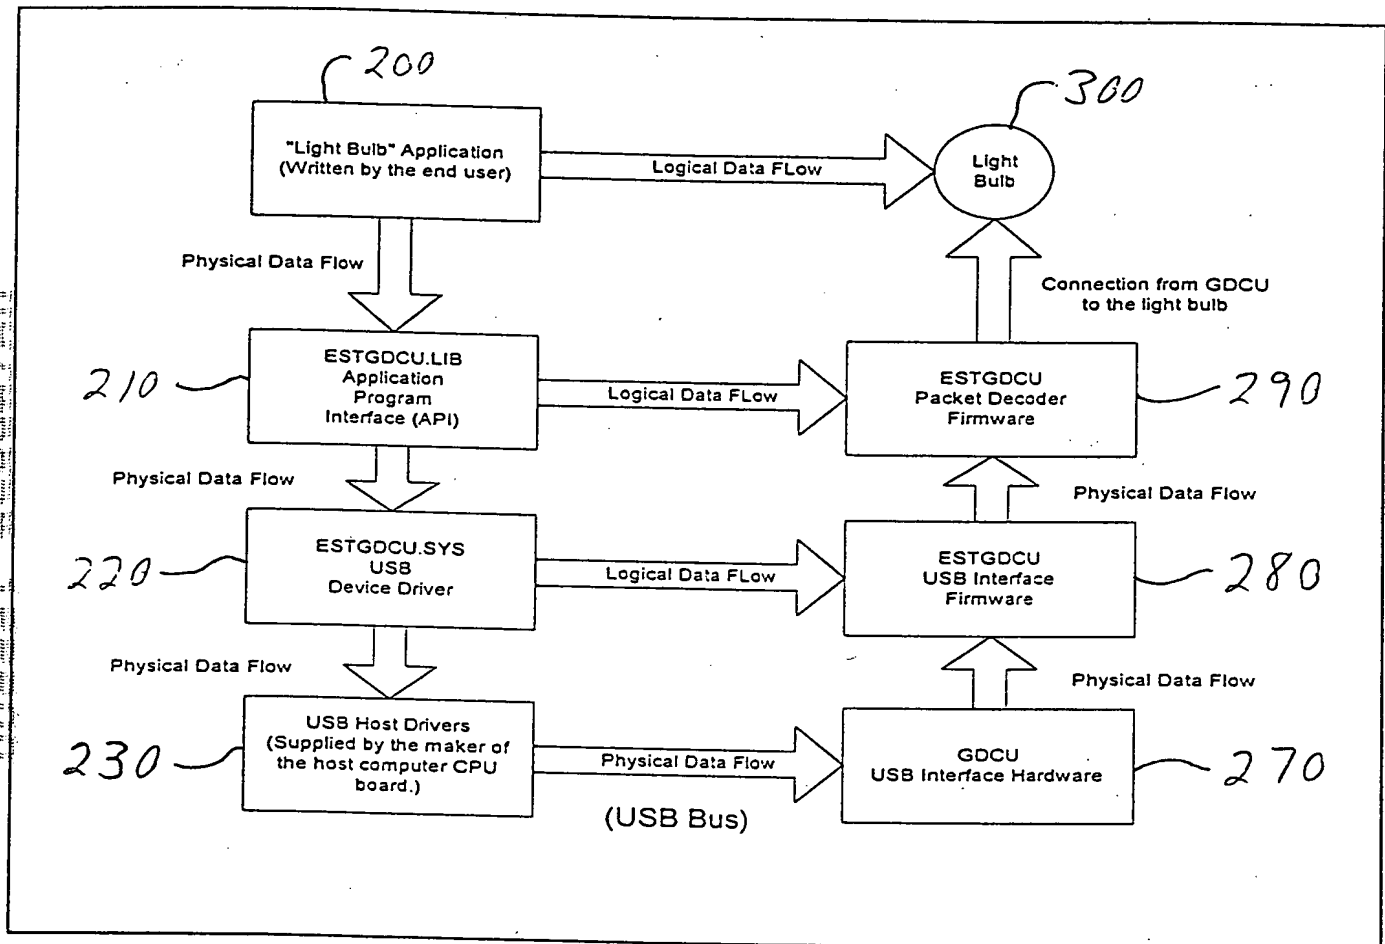 200
300
"Light Bulb" Application
(Written by the end user)
Logical Data FLow
Light
Bulb
Physical Data Flow
Connection from GDCU
to the light bulb
210
ESTGDCU.LIB
Application
Program
Interface (API)
Logical Data FLow
ESTGDCU
Packet Decoder
Firmware
290
Physical Data Flow
Physical Data Flow
220
ESTGDCU.SYS
USB
Device Driver
Logical Data FLow
ESTGDCU
USB Interface
Firmware
280
Physical Data Flow
Physical Data Flow
230
USB Host Drivers
(Supplied by the maker of
the host computer CPU
board.)
Physical Data Flow
(USB Bus)
GDCU
USB Interface Hardware
270